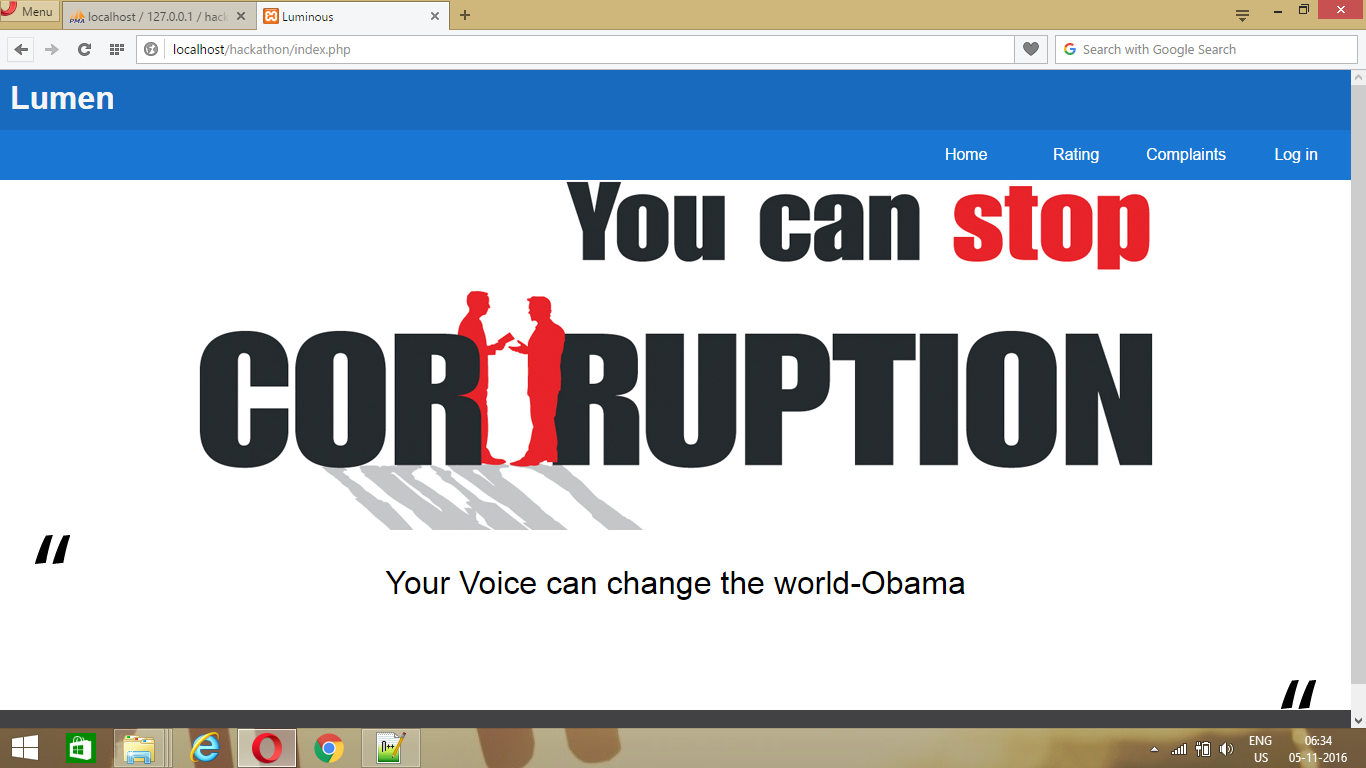 Menu
localhost / 127.0.0.1 / hac
Luminous
localhost/hackathon/index.php
Search with Google Search
Lumen
Home Rating Complaints Log in
You can stop
CORRUPTION
“
Your Voice can change the world-Obama
“
ENG 06:34
US 05-11-2016